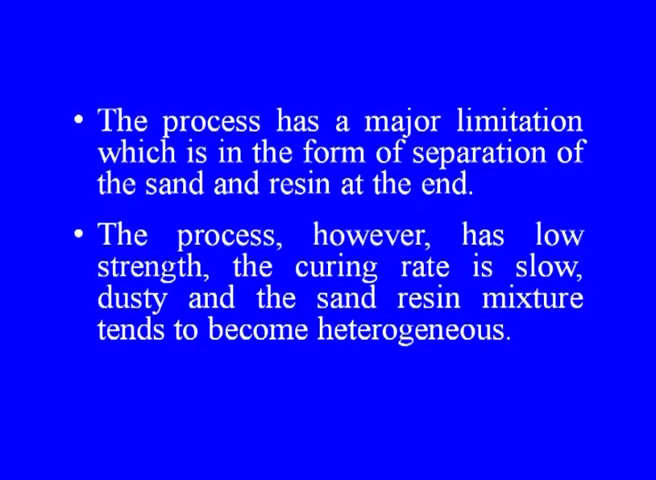 • The process has a major limitation
which is in the form of separation of
the sand and resin at the end.
• The process, however, has low
strength, the curing rate is slow,
dusty and the sand resin mixture
tends to become heterogeneous.